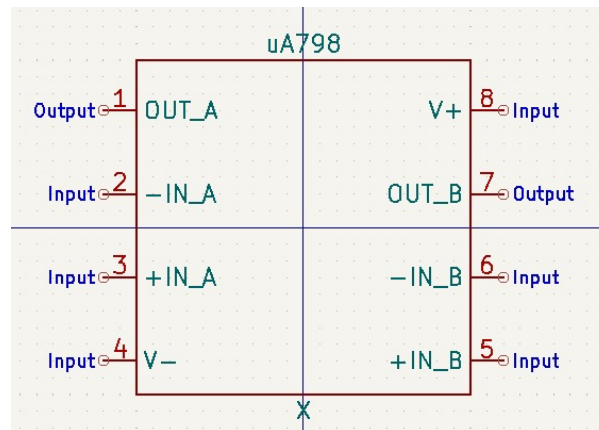 uA798
Output 1 OUT_A V+ 8 Input
Input 2 -IN_A OUT_B 7 Output
Input 3 +IN_A -IN_B 6 Input
Input 4 V- +IN_B 5 Input
X